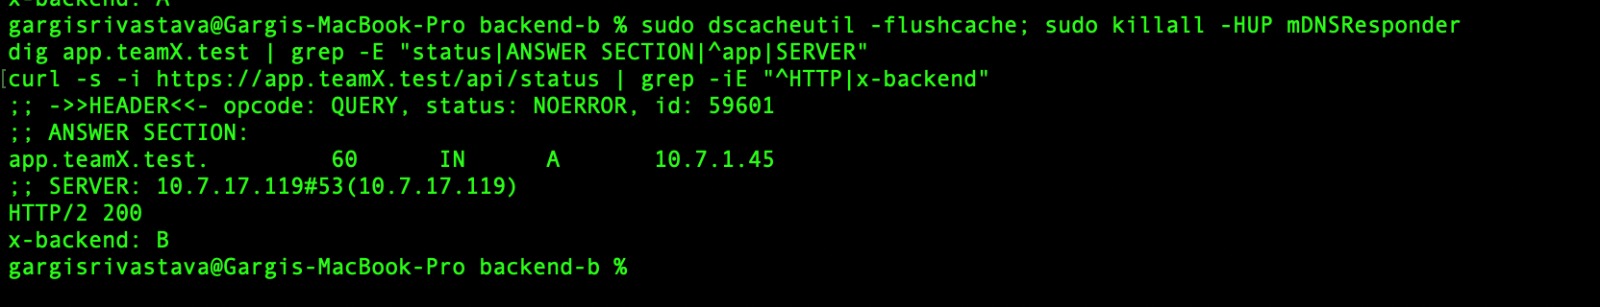 x-backend: A
gargisrivastava@Gargis-MacBook-Pro backend-b % sudo dscacheutil -flushcache; sudo killall -HUP mDNSResponder
dig app.teamX.test | grep -E "status|ANSWER SECTION|^app|SERVER"
[curl -s -i https://app.teamX.test/api/status | grep -iE "^HTTP|x-backend"
;; ->>HEADER<<- opcode: QUERY, status: NOERROR, id: 59601
;; ANSWER SECTION:
app.teamX.test. 60 IN A 10.7.1.45
;; SERVER: 10.7.17.119#53(10.7.17.119)
HTTP/2 200
x-backend: B
gargisrivastava@Gargis-MacBook-Pro backend-b %